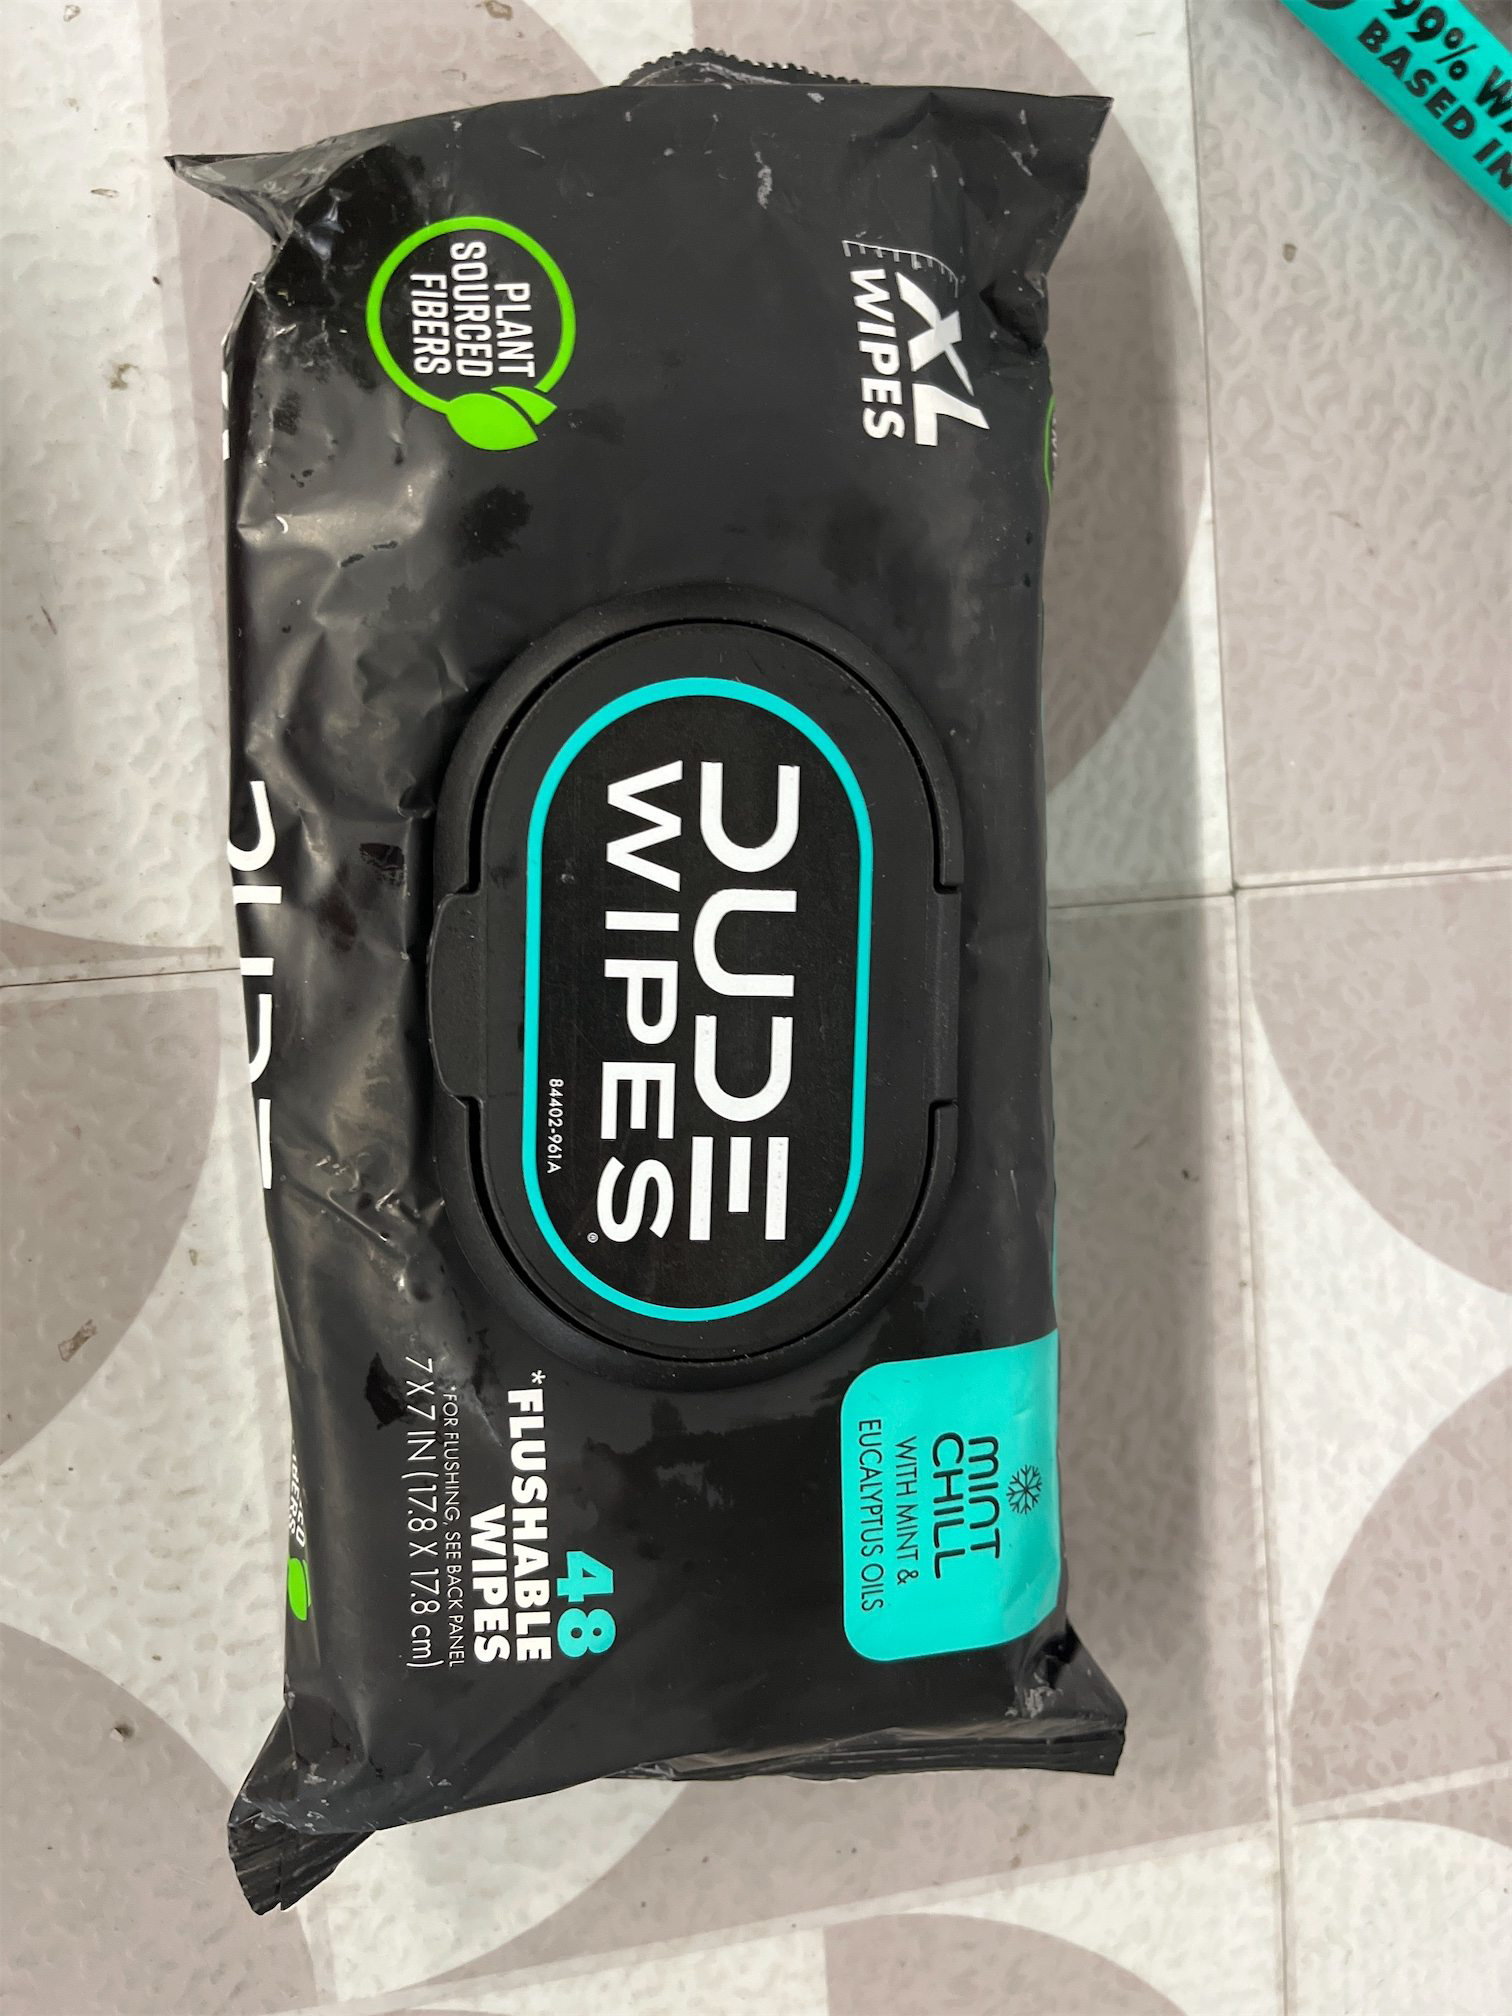 XL
WIPES
PLANT
SOURCED
FIBERS
DUDE
WIPES®
84402-961A
MINT
CHILL
WITH MINT &
EUCALYPTUS OILS
48
*FLUSHABLE
WIPES
*FOR FLUSHING, SEE BACK PANEL
7 X 7 IN (17.8 X 17.8 cm)
99%
BASED IN